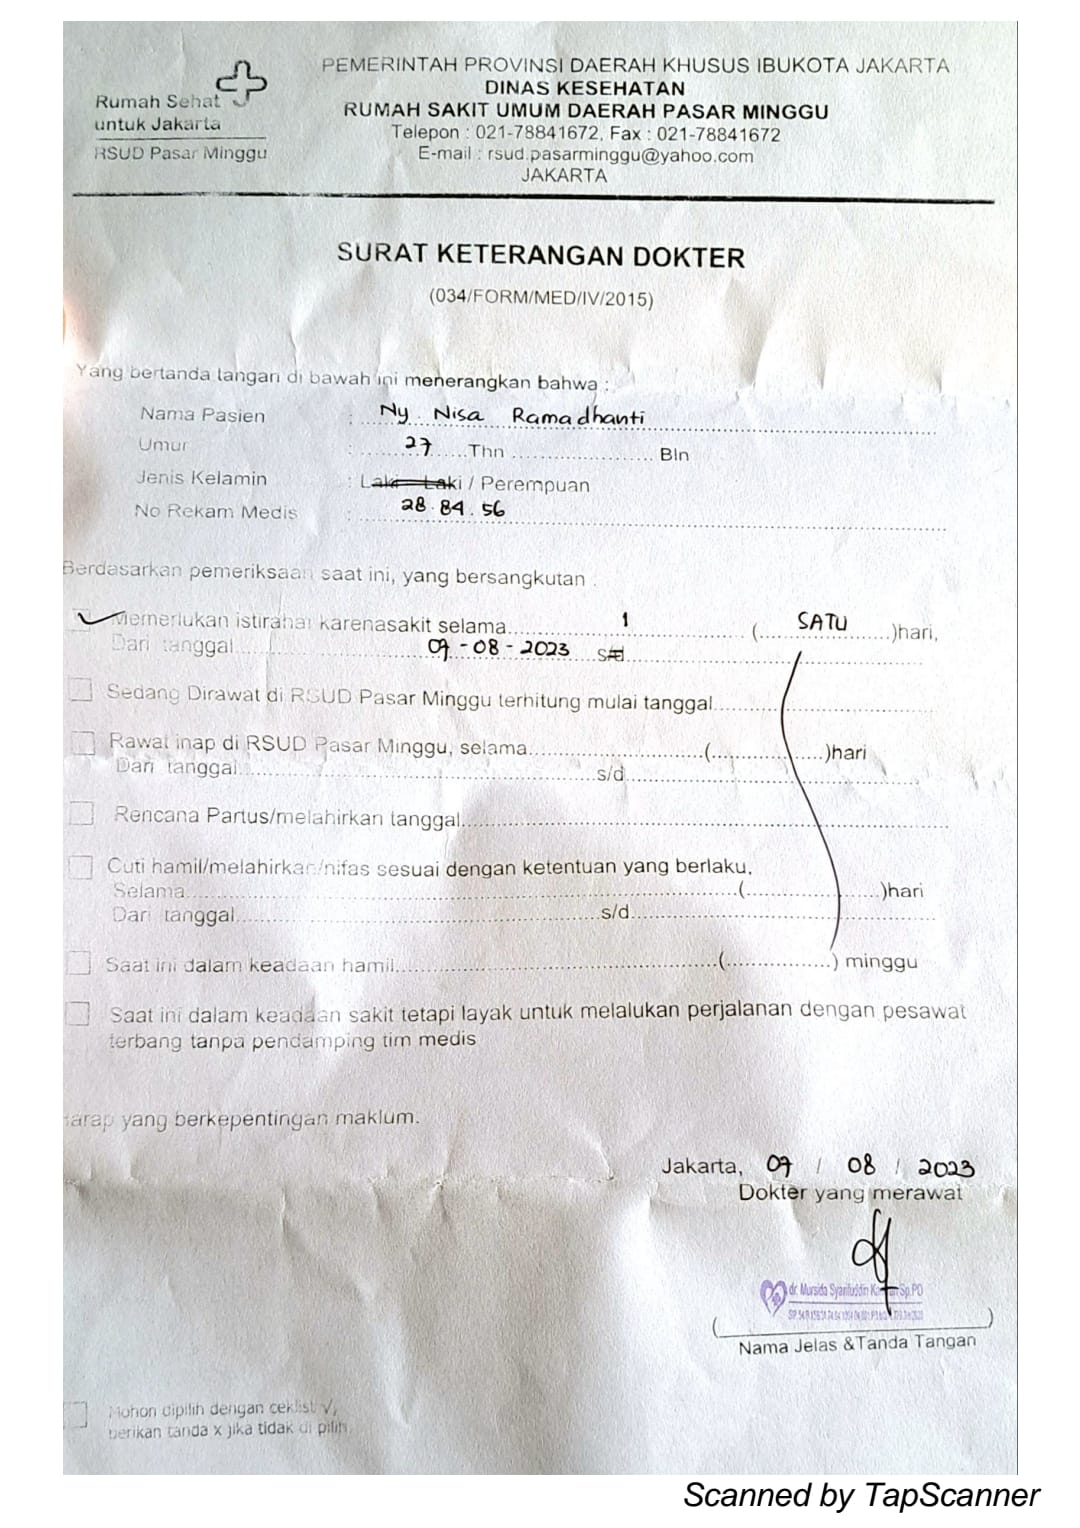 Rumah Sehat
untuk Jakarta
RSUD Pasar Minggu
PEMERINTAH PROVINSI DAERAH KHUSUS IBUKOTA JAKARTA
DINAS KESEHATAN
RUMAH SAKIT UMUM DAERAH PASAR MINGGU
Telepon : 021-78841672, Fax : 021-78841672
E-mail : rsud.pasarminggu@yahoo.com
JAKARTA
SURAT KETERANGAN DOKTER
(034/FORM/MED/IV/2015)
Yang bertanda tangan di bawah ini menerangkan bahwa :
Nama Pasien : Ny. Nisa Ramadhanti
Umur : 27 Thn Bln
Jenis Kelamin : Laki - Laki / Perempuan
No Rekam Medis : 28.84.56
Berdasarkan pemeriksaan saat ini, yang bersangkutan :
Memerlukan istirahat karenasakit selama 1 (SATU)hari,
Dari tanggal 09-08-2023 s/d
Sedang Dirawat di RSUD Pasar Minggu terhitung mulai tanggal
Rawat inap di RSUD Pasar Minggu, selama (.................)hari
Dari tanggal s/d
Rencana Partus/melahirkan tanggal
Cuti hamil/melahirkan/nifas sesuai dengan ketentuan yang berlaku,
Selama (.................)hari
Dari tanggal s/d
Saat ini dalam keadaan hamil (.................) minggu
Saat ini dalam keadaan sakit tetapi layak untuk melalukan perjalanan dengan pesawat
terbang tanpa pendamping tim medis
arap yang berkepentingan maklum.
Jakarta, 09 / 08 / 2023
Dokter yang merawat
dr. Mursida Syarifuddin Sp.PD
Nama Jelas &Tanda Tangan
Mohon dipilih dengan ceklist √,
berikan tanda x jika tidak di pilih
Scanned by TapScanner